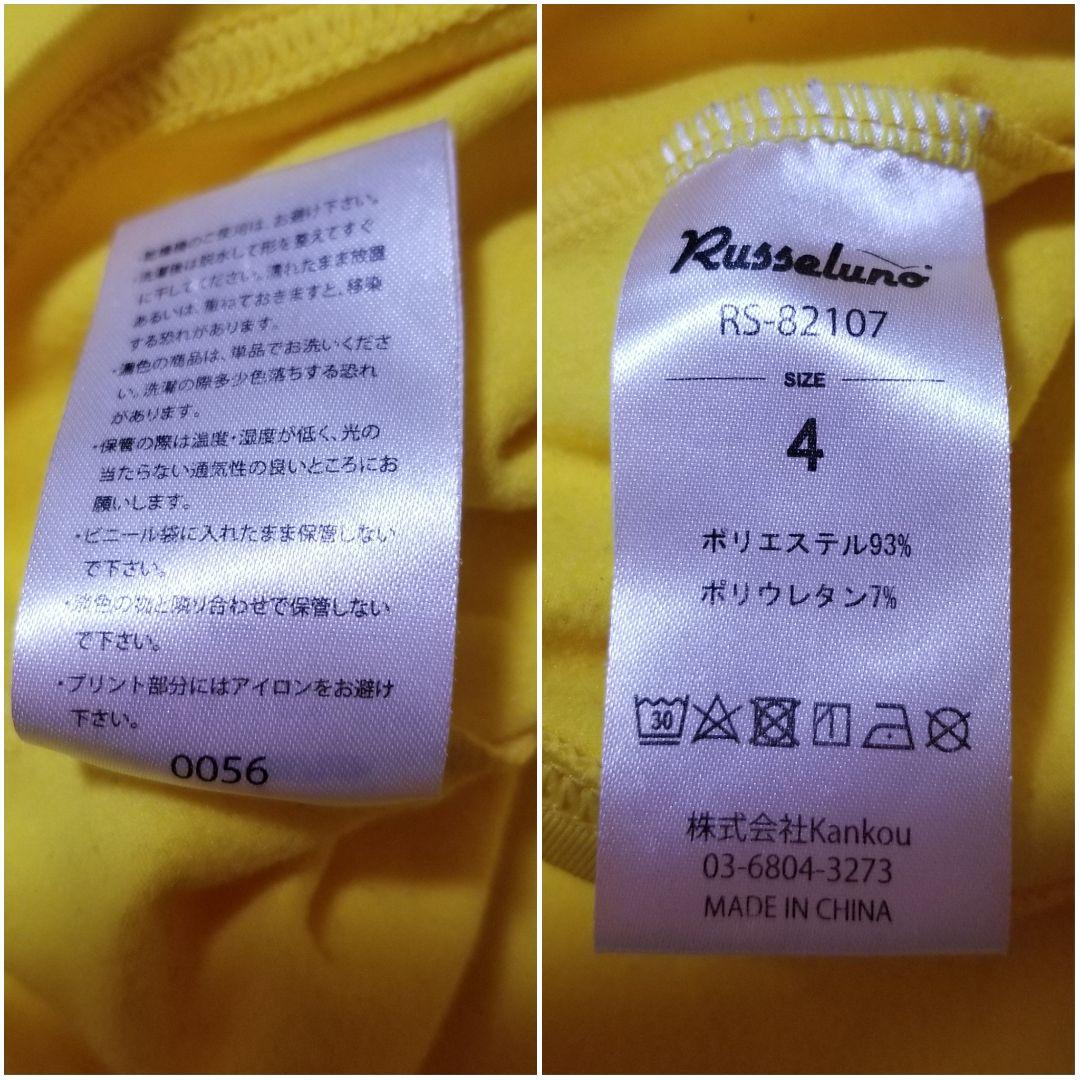 ・乾燥機のご使用は、お避け下さい。
・洗濯後は脱水して形を整えてすぐ
に干してください。濡れたまま放置
あるいは、重ねておきますと、移染
する恐れがあります。
・濃色の商品は、単品でお洗いくださ
い。洗濯の際多少色落ちする恐れ
があります。
・保管の際は温度・湿度が低く、光の
当たらない通気性の良いところにお
願いします。
・ビニール袋に入れたまま保管しない
で下さい。
色の物と隣り合わせで保管しない
で下さい。
・プリント部分にはアイロンをお避け
下さい。
0056
Russeluno
RS-82107
SIZE
4
ポリエステル93%
ポリウレタン7%
30
株式会社Kankou
03-6804-3273
MADE IN CHINA